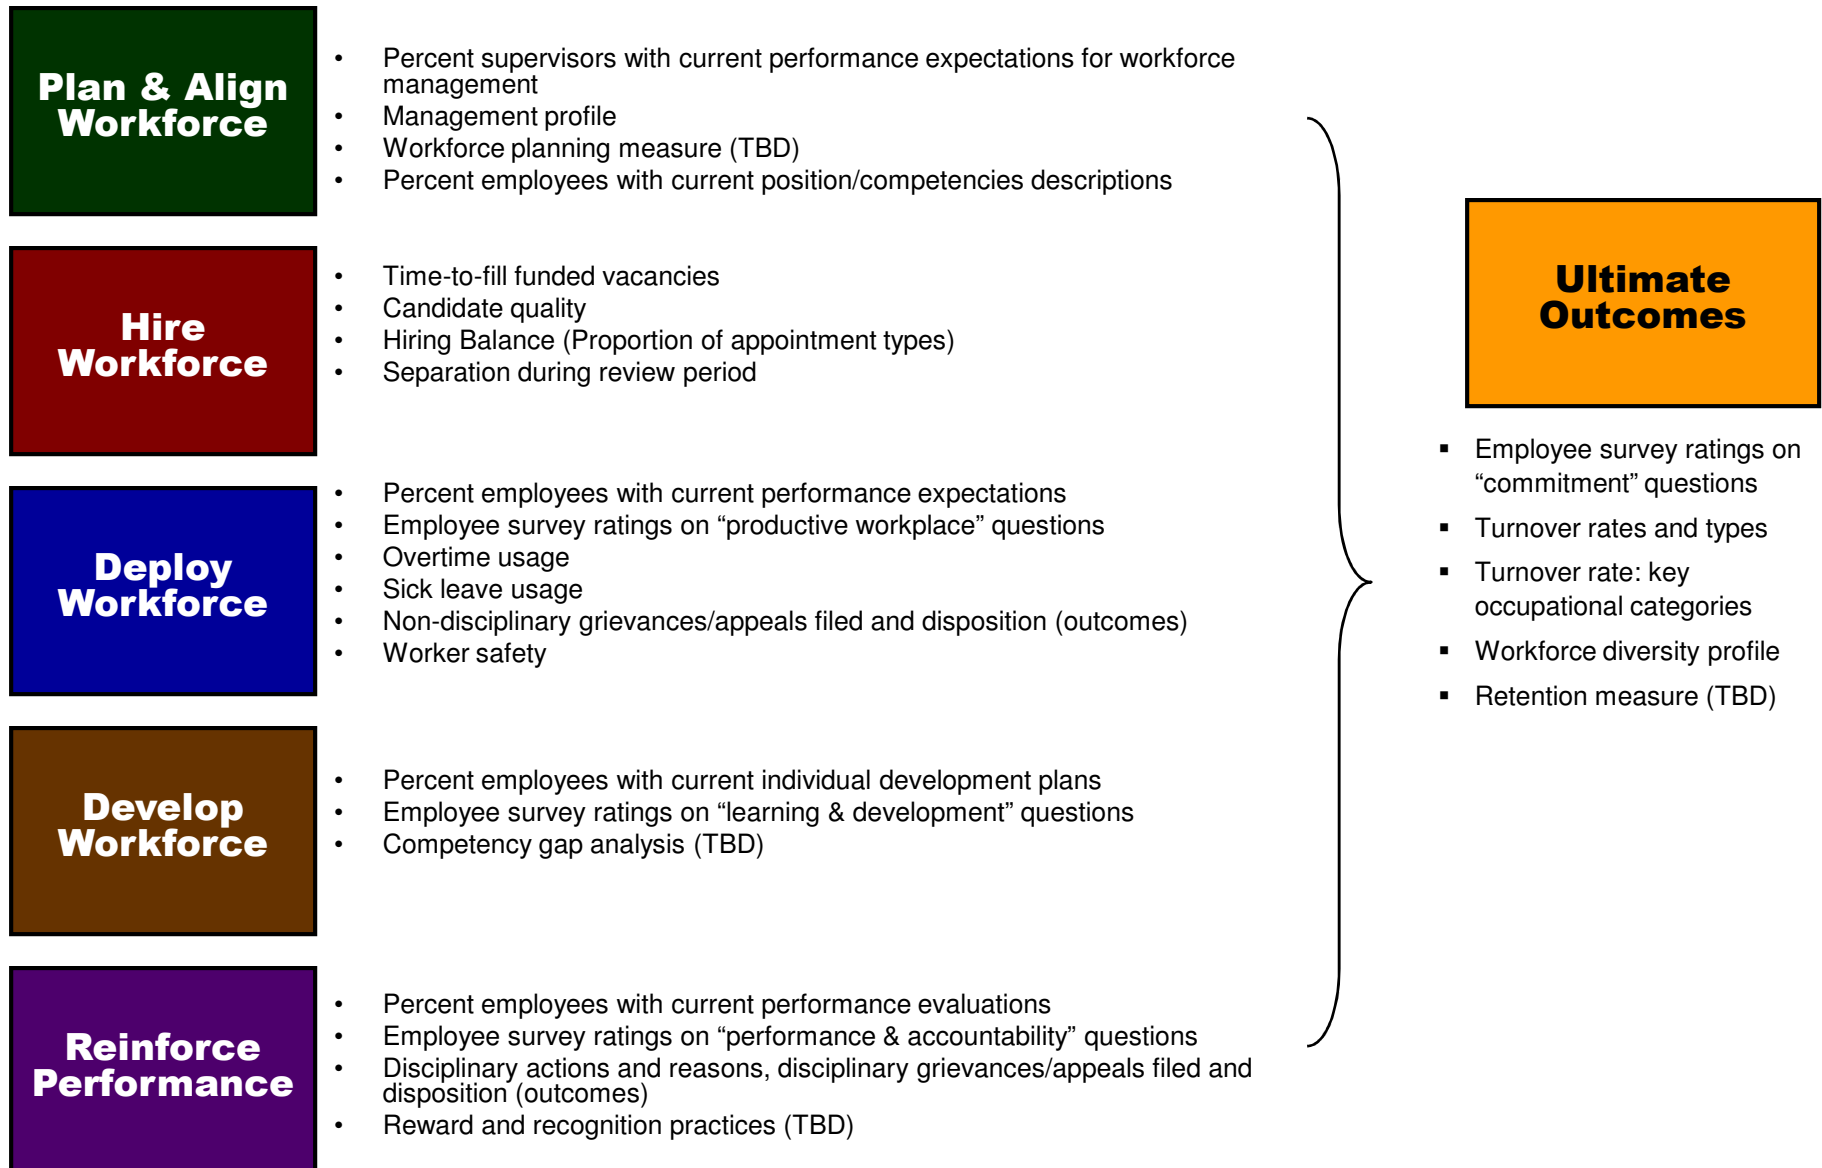 Plan & Align
Workforce
• Percent supervisors with current performance expectations for workforce
management
• Management profile
• Workforce planning measure (TBD)
• Percent employees with current position/competencies descriptions
Hire
Workforce
• Time-to-fill funded vacancies
• Candidate quality
• Hiring Balance (Proportion of appointment types)
• Separation during review period
Deploy
Workforce
• Percent employees with current performance expectations
• Employee survey ratings on “productive workplace” questions
• Overtime usage
• Sick leave usage
• Non-disciplinary grievances/appeals filed and disposition (outcomes)
• Worker safety
Develop
Workforce
• Percent employees with current individual development plans
• Employee survey ratings on “learning & development” questions
• Competency gap analysis (TBD)
Reinforce
Performance
• Percent employees with current performance evaluations
• Employee survey ratings on “performance & accountability” questions
• Disciplinary actions and reasons, disciplinary grievances/appeals filed and
disposition (outcomes)
• Reward and recognition practices (TBD)
Ultimate
Outcomes
▪ Employee survey ratings on
“commitment” questions
▪ Turnover rates and types
▪ Turnover rate: key
occupational categories
▪ Workforce diversity profile
▪ Retention measure (TBD)